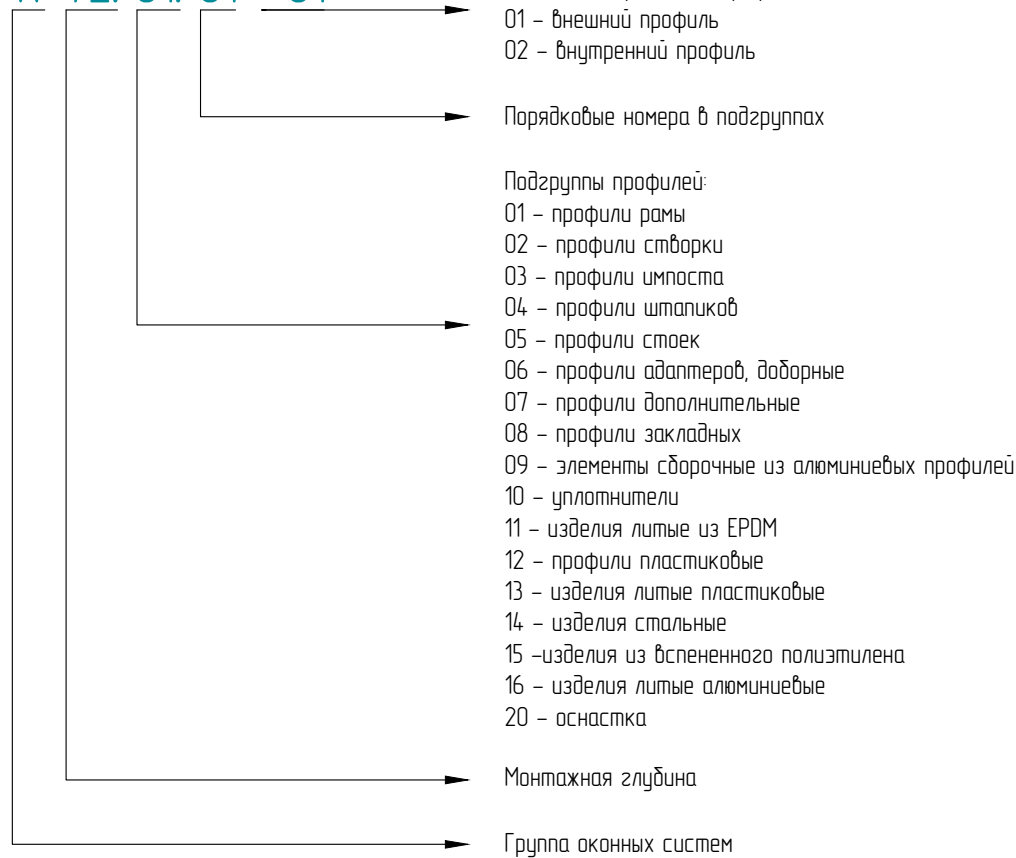 01 – внешний профиль
02 – внутренний профиль
Порядковые номера в подгруппах
Подгруппы профилей:
01 – профили рамы
02 – профили створки
03 – профили импоста
04 – профили штапиков
05 – профили стоек
06 – профили адаптеров, доборные
07 – профили дополнительные
08 – профили закладных
09 – элементы сборочные из алюминиевых профилей
10 – уплотнители
11 – изделия литые из EPDM
12 – профили пластиковые
13 – изделия литые пластиковые
14 – изделия стальные
15 –изделия из вспененного полиэтилена
16 – изделия литые алюминиевые
20 – оснастка
Монтажная глубина
Группа оконных систем